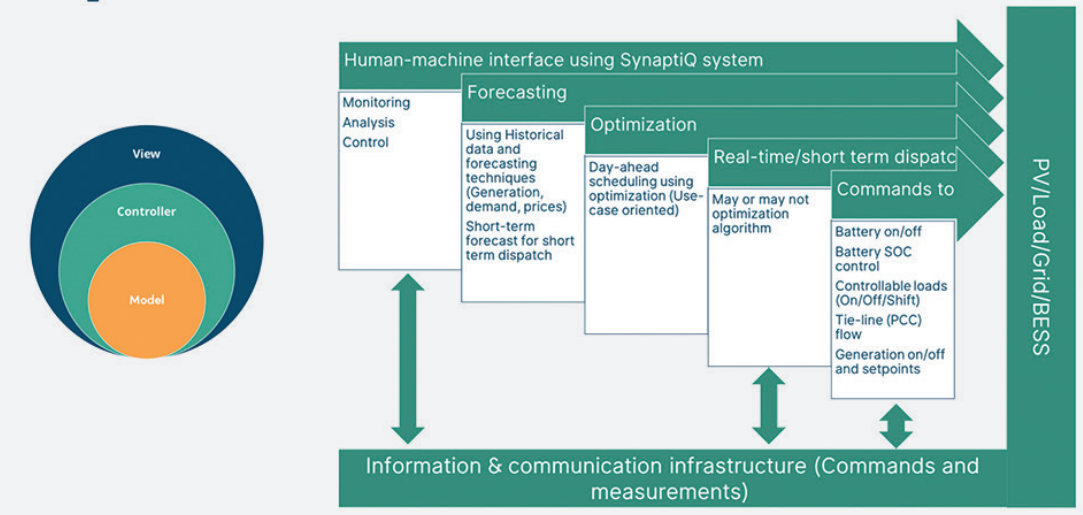 View
Controller
Model
Human-machine interface using SynaptiQ system
Monitoring
Analysis
Control
Forecasting
Using Historical
data and
forecasting
techniques
(Generation,
demand, prices)
Short-term
forecast for short
term dispatch
Optimization
Day-ahead
scheduling using
optimization (Use-
case oriented)
Real-time/short term dispatc
May or may not
optimization
algorithm
Commands to
Battery on/off
Battery SOC
control
Controllable loads
(On/Off/Shift)
Tie-line (PCC)
flow
Generation on/off
and setpoints
PV/Load/Grid/BESS
Information & communication infrastructure (Commands and
measurements)